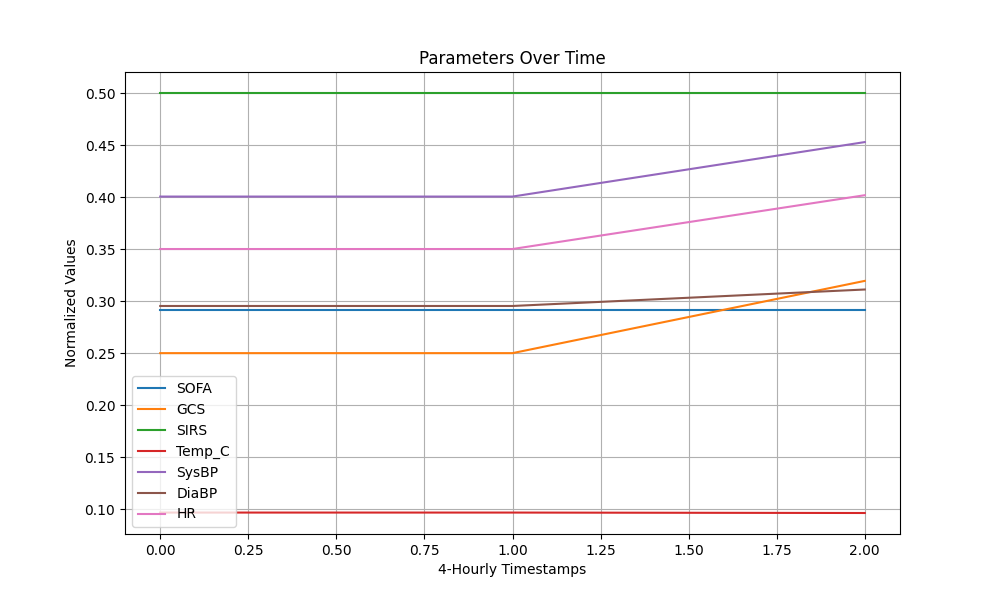 Parameters Over Time
Normalized Values
0.50
0.45
0.40
0.35
0.30
0.25
0.20
0.15
0.10
SOFA
GCS
SIRS
Temp_C
SysBP
DiaBP
HR
0.00 0.25 0.50 0.75 1.00 1.25 1.50 1.75 2.00
4-Hourly Timestamps